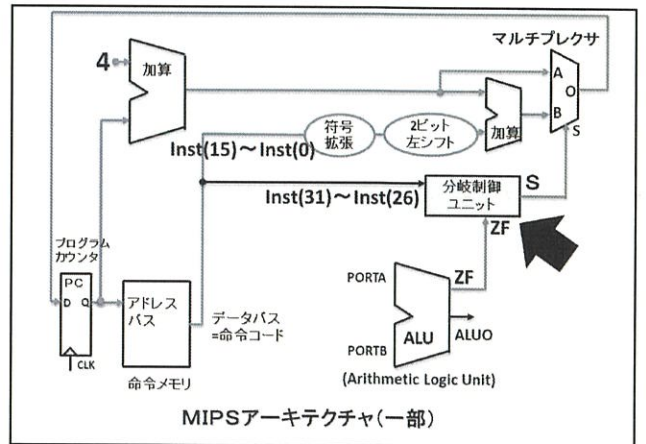 マルチプレクサ
4
加算
A
O
B
S
符号
拡張
2ビット
左シフト
加算
Inst(15)～Inst(0)
Inst(31)～Inst(26)
分岐制御
ユニット
S
ZF
プログラム
カウンタ
PC
D Q
CLK
アドレス
バス
命令メモリ
データバス
=命令コード
PORTA
ZF
ALU
ALUO
PORTB
(Arithmetic Logic Unit)
MIPSアーキテクチャ(一部)